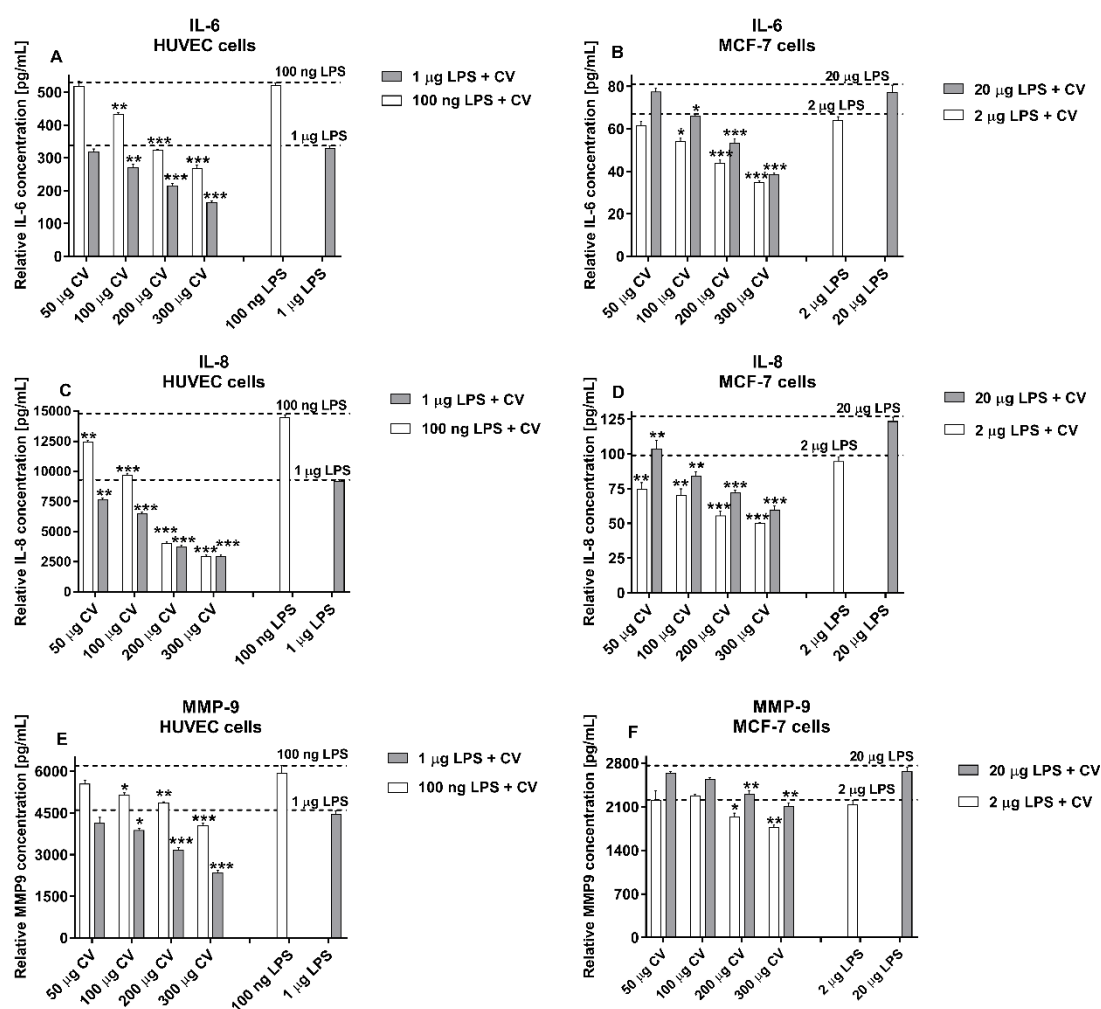 IL-6
HUVEC cells
A
Relative IL-6 concentration [pg/mL]
500
400
300
200
100
0
100 ng LPS
1 μg LPS
** ** *** *** *** ***
50 μg CV
100 μg CV
200 μg CV
300 μg CV
100 ng LPS
1 μg LPS
1 μg LPS + CV
100 ng LPS + CV
IL-6
MCF-7 cells
B
Relative IL-6 concentration [pg/mL]
80
60
40
20
0
20 μg LPS
2 μg LPS
* * *** *** *** ***
50 μg CV
100 μg CV
200 μg CV
300 μg CV
2 μg LPS
20 μg LPS
20 μg LPS + CV
2 μg LPS + CV
IL-8
HUVEC cells
C
Relative IL-8 concentration [pg/mL]
15000
12500
10000
7500
5000
2500
0
100 ng LPS
1 μg LPS
** ** *** *** *** *** *** ***
50 μg CV
100 μg CV
200 μg CV
300 μg CV
100 ng LPS
1 μg LPS
1 μg LPS + CV
100 ng LPS + CV
IL-8
MCF-7 cells
D
Relative IL-8 concentration [pg/mL]
125
100
75
50
25
0
20 μg LPS
2 μg LPS
** ** ** ** *** *** *** ***
50 μg CV
100 μg CV
200 μg CV
300 μg CV
2 μg LPS
20 μg LPS
20 μg LPS + CV
2 μg LPS + CV
MMP-9
HUVEC cells
E
Relative MMP9 concentration [pg/mL]
6000
4500
3000
1500
0
100 ng LPS
1 μg LPS
* * ** *** *** ***
50 μg CV
100 μg CV
200 μg CV
300 μg CV
100 ng LPS
1 μg LPS
1 μg LPS + CV
100 ng LPS + CV
MMP-9
MCF-7 cells
F
Relative MMP9 concentration [pg/mL]
2800
2100
1400
700
0
20 μg LPS
2 μg LPS
* ** ** **
50 μg CV
100 μg CV
200 μg CV
300 μg CV
2 μg LPS
20 μg LPS
20 μg LPS + CV
2 μg LPS + CV